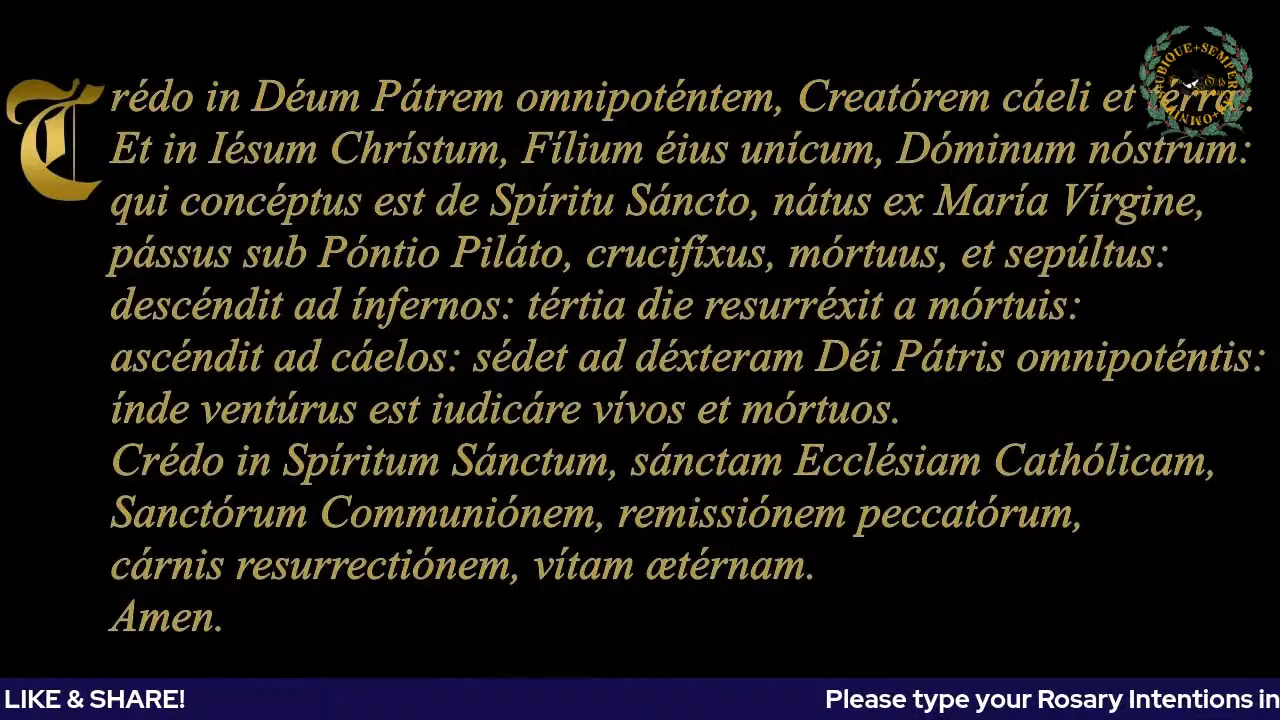 Crédo in Déum Pátrem omnipoténtem, Creatórem cáeli et
Et in Iésum Chrístum, Fílium éius unícum, Dóminum nóstrum:
qui concéptus est de Spíritu Sáncto, nátus ex María Vírgine,
pássus sub Póntio Piláto, crucifíxus, mórtuus, et sepúltus:
descéndit ad ínfernos: tértia die resurréxit a mórtuis:
ascéndit ad cáelos: sédet ad déxteram Déi Pátris omnipoténtis:
índe ventúrus est iudicáre vívos et mórtuos.
Crédo in Spíritum Sánctum, sánctam Ecclésiam Cathólicam,
Sanctórum Communiónem, remissiónem peccatórum,
cárnis resurrectiónem, vítam ætérnam.
Amen.
UBIQUE+SEMPER
LIKE & SHARE!
Please type your Rosary Intentions in